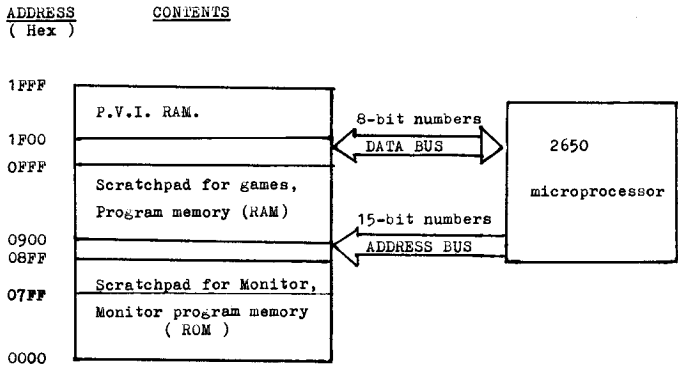 ADDRESS CONTENTS
( Hex )
1FFF
P.V.I. RAM.
8-bit numbers
1F00
DATA BUS
2650
0FFF
Scratchpad for games,
microprocessor
Program memory (RAM)
15-bit numbers
0900
ADDRESS BUS
08FF
Scratchpad for Monitor,
07FF
Monitor program memory
( ROM )
0000